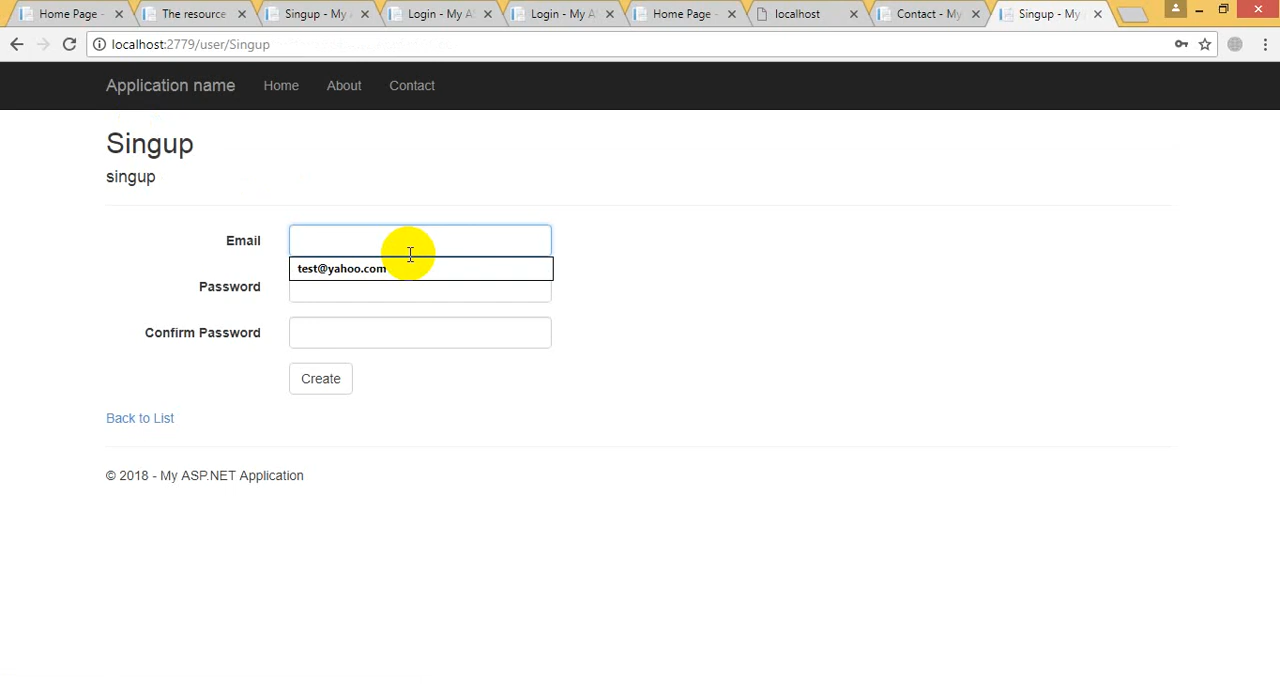 Home Page - The resource Singup - My A Login - My A Login - My A Home Page - localhost Contact - My Singup - My
localhost:2779/user/Singup
Application name Home About Contact
Singup
singup
Email
test@yahoo.com
Password
Confirm Password
Create
Back to List
© 2018 - My ASP.NET Application